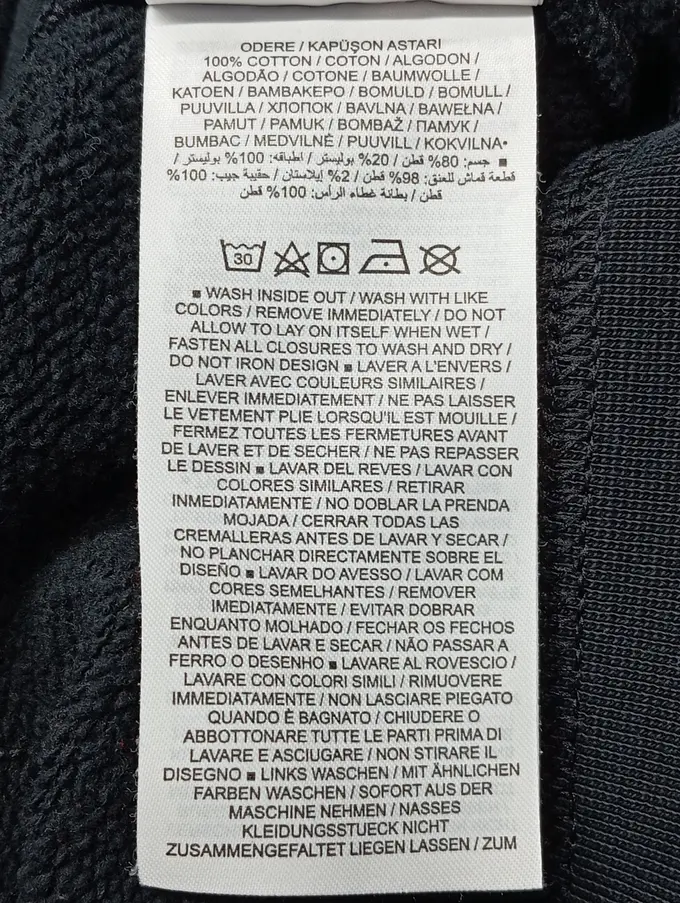 ODERE / KAPÜŞON ASTARI
100% COTTON / COTON / ALGODON /
ALGODÃO / COTONE / BAUMWOLLE /
KATOEN / BAMBAKEPO / BOMULD / BOMULL /
PUUVILLA / ХЛОПОК / BAVLNA / BAWEŁNA /
PAMUT / PAMUK / BOMBAŽ / ПАМУК /
BUMBAC / MEDVILNĖ / PUUVILL / KOKVILNA•
■ جسم: 80% قطن / 20% بوليستر / اطباقه: 100% بوليستر /
قطعة قماش للعنق: 98% قطن / 2% إيلاستان / حقيبة جيب: 100%
قطن / بطانة غطاء الرأس: 100% قطن
30
■ WASH INSIDE OUT / WASH WITH LIKE
COLORS / REMOVE IMMEDIATELY / DO NOT
ALLOW TO LAY ON ITSELF WHEN WET /
FASTEN ALL CLOSURES TO WASH AND DRY /
DO NOT IRON DESIGN ■ LAVER A L'ENVERS /
LAVER AVEC COULEURS SIMILAIRES /
ENLEVER IMMEDIATEMENT / NE PAS LAISSER
LE VETEMENT PLIE LORSQU'IL EST MOUILLE /
FERMEZ TOUTES LES FERMETURES AVANT
DE LAVER ET DE SECHER / NE PAS REPASSER
LE DESSIN ■ LAVAR DEL REVES / LAVAR CON
COLORES SIMILARES / RETIRAR
INMEDIATAMENTE / NO DOBLAR LA PRENDA
MOJADA / CERRAR TODAS LAS
CREMALLERAS ANTES DE LAVAR Y SECAR /
NO PLANCHAR DIRECTAMENTE SOBRE EL
DISEÑO ■ LAVAR DO AVESSO / LAVAR COM
CORES SEMELHANTES / REMOVER
IMEDIATAMENTE / EVITAR DOBRAR
ENQUANTO MOLHADO / FECHAR OS FECHOS
ANTES DE LAVAR E SECAR / NÃO PASSAR A
FERRO O DESENHO ■ LAVARE AL ROVESCIO /
LAVARE CON COLORI SIMILI / RIMUOVERE
IMMEDIATAMENTE / NON LASCIARE PIEGATO
QUANDO È BAGNATO / CHIUDERE O
ABBOTTONARE TUTTE LE PARTI PRIMA DI
LAVARE E ASCIUGARE / NON STIRARE IL
DISEGNO ■ LINKS WASCHEN / MIT ÄHNLICHEN
FARBEN WASCHEN / SOFORT AUS DER
MASCHINE NEHMEN / NASSES
KLEIDUNGSSTUECK NICHT
ZUSAMMENGEFALTET LIEGEN LASSEN / ZUM